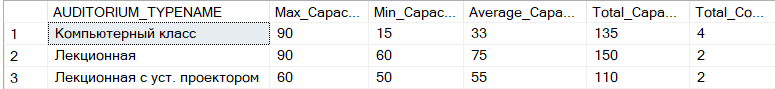 AUDITORIUM_TYPENAME Max_Capac... Min_Capac... Average_Capa... Total_Capa... Total_Co...
1 Компьютерный класс 90 15 33 135 4
2 Лекционная 90 60 75 150 2
3 Лекционная с уст. проектором 60 50 55 110 2